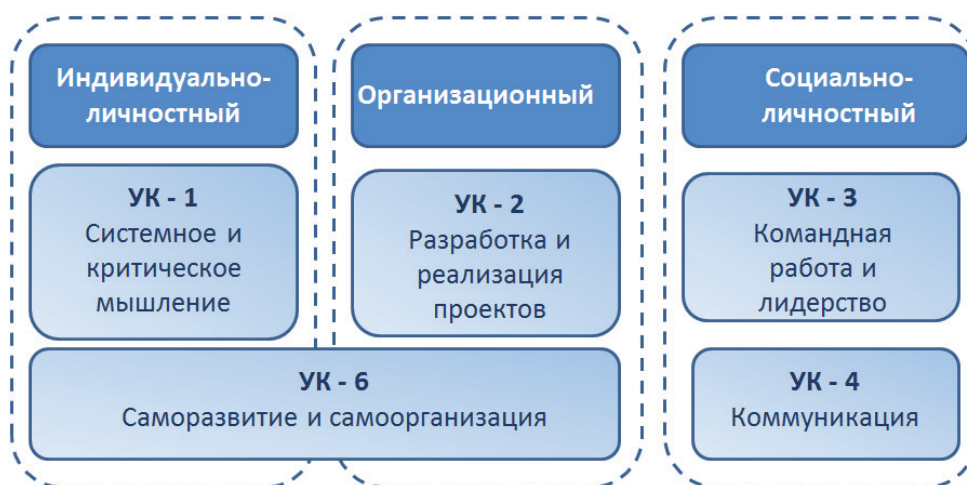 Индивидуально-
личностный
Организационный
Социально-
личностный
УК - 1
Системное и
критическое
мышление
УК - 2
Разработка и
реализация
проектов
УК - 3
Командная
работа и
лидерство
УК - 6
Саморазвитие и самоорганизация
УК - 4
Коммуникация